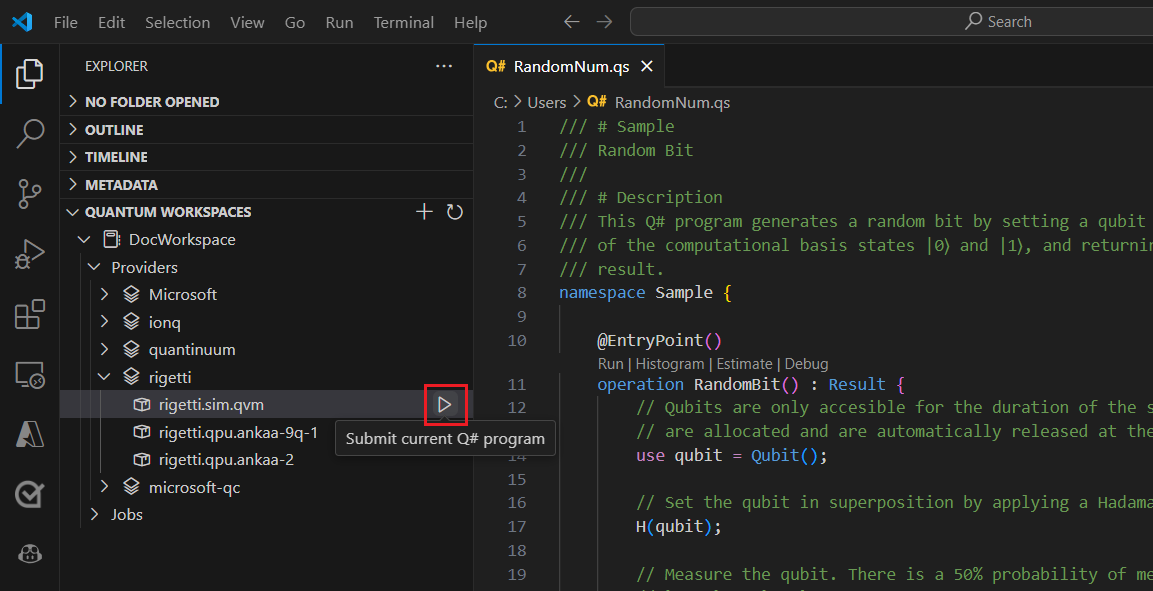 File Edit Selection View Go Run Terminal Help
Search
EXPLORER
NO FOLDER OPENED
OUTLINE
TIMELINE
METADATA
QUANTUM WORKSPACES
DocWorkspace
Providers
Microsoft
ionq
quantinuum
rigetti
rigetti.sim.qvm
rigetti.qpu.ankaa-9q-1
rigetti.qpu.ankaa-2
microsoft-qc
Jobs
Submit current Q# program
Q# RandomNum.qs
C: > Users > Q# RandomNum.qs
1 /// # Sample
2 /// Random Bit
3 ///
4 /// # Description
5 /// This Q# program generates a random bit by setting a qubit
6 /// of the computational basis states |0⟩ and |1⟩, and returnin
7 /// result.
8 namespace Sample {
9
10 @EntryPoint()
Run | Histogram | Estimate | Debug
11 operation RandomBit() : Result {
12 // Qubits are only accesible for the duration of the s
// are allocated and are automatically released at the
14 use qubit = Qubit();
15
16 // Set the qubit in superposition by applying a Hadama
17 H(qubit);
18
19 // Measure the qubit. There is a 50% probability of me